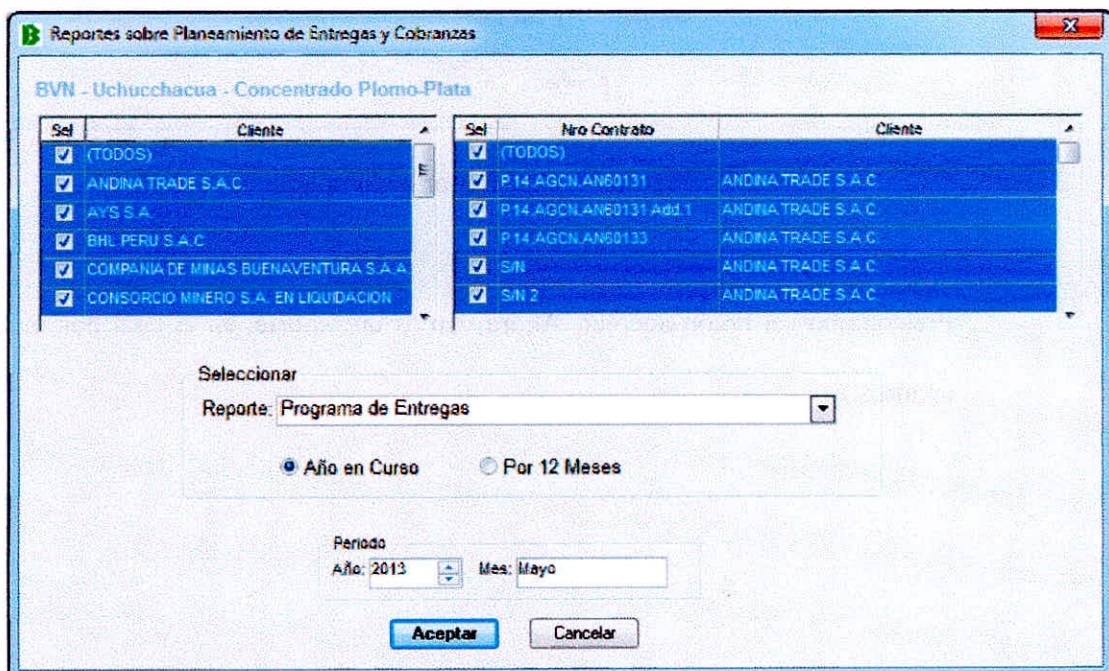 Reportes sobre Planeamiento de Entregas y Cobranzas
BVN - Uchucchacua - Concentrado Plomo-Plata
Sel Cliente
(TODOS)
ANDINA TRADE S.A.C.
AYS S.A.
BHL PERU S.A.C
COMPANIA DE MINAS BUENAVENTURA S.A.A
CONSORCIO MINERO S.A. EN LIQUIDACION
Sel Nro Contrato Cliente
(TODOS)
P.14.AGCN.AN60131 ANDINA TRADE S.A.C.
P.14.AGCN.AN60131 Add.1 ANDINA TRADE S.A.C.
P.14.AGCN.AN60133 ANDINA TRADE S.A.C.
S/N ANDINA TRADE S.A.C.
S/N 2 ANDINA TRADE S.A.C.
Seleccionar
Reporte: Programa de Entregas
Año en Curso Por 12 Meses
Periodo
Año: 2013 Mes: Mayo
Aceptar Cancelar